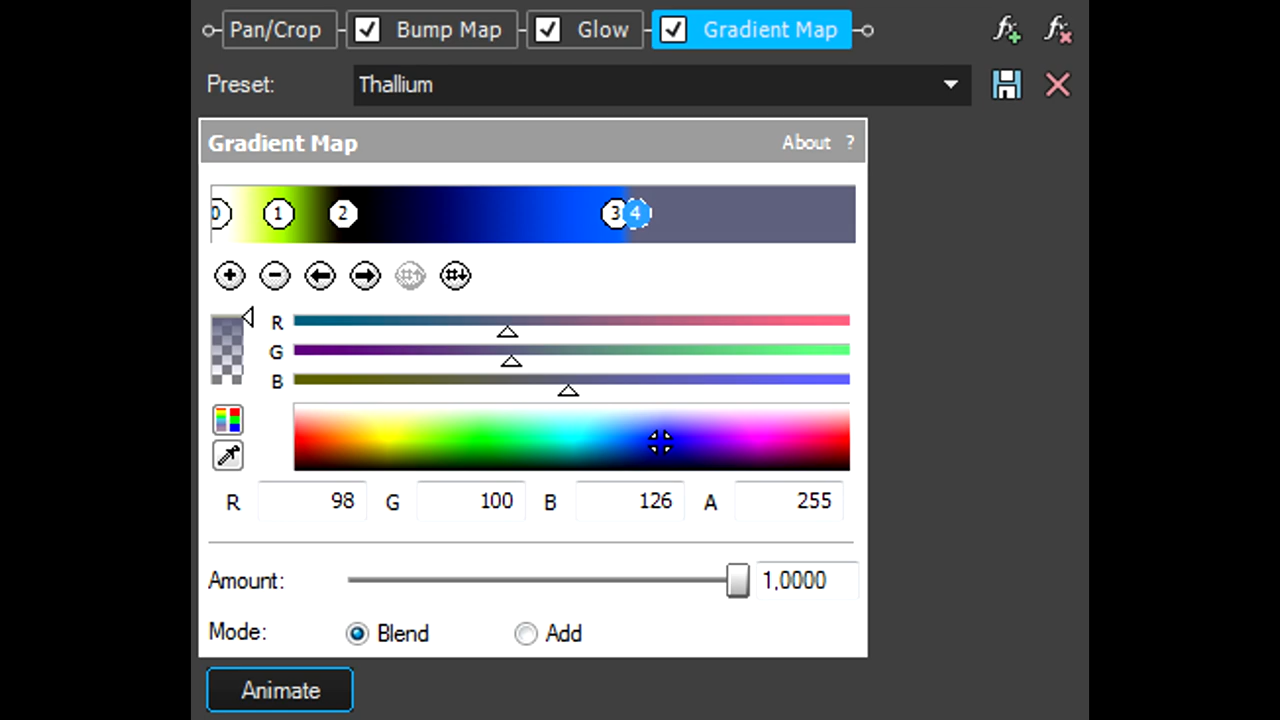 Pan/Crop Bump Map Glow Gradient Map
Preset: Thallium
Gradient Map About ?
0 1 2 3 4
R
G
B
R 98 G 100 B 126 A 255
Amount: 1,0000
Mode: Blend Add
Animate